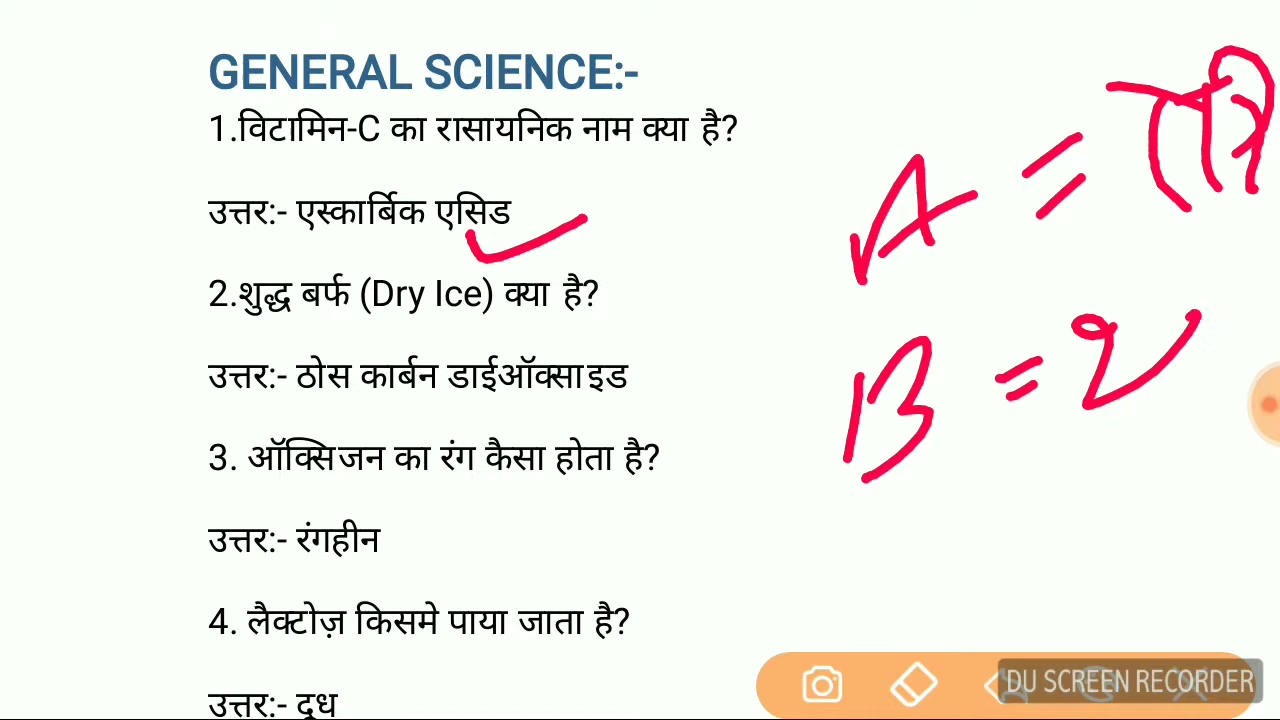 GENERAL SCIENCE:-
1.विटामिन-C का रासायनिक नाम क्या है?
उत्तर:- एस्कार्बिक एसिड
2.शुद्ध बर्फ (Dry Ice) क्या है?
उत्तर:- ठोस कार्बन डाईऑक्साइड
3. ऑक्सिजन का रंग कैसा होता है?
उत्तर:- रंगहीन
4. लैक्टोज़ किसमे पाया जाता है?
उत्तर:- दूध
A =
B =
DU SCREEN RECORDER